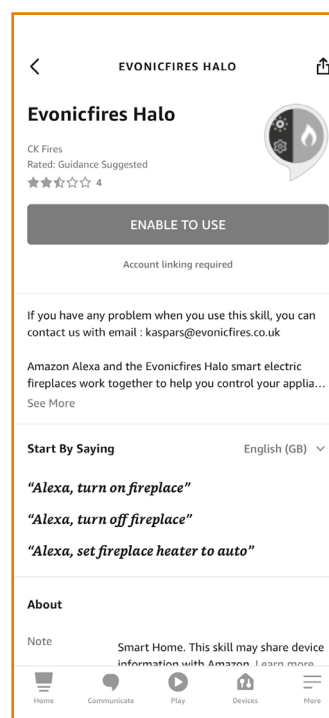 EVONICFIRES HALO
Evonicfires Halo
CK Fires
Rated: Guidance Suggested
4
ENABLE TO USE
Account linking required
If you have any problem when you use this skill, you can
contact us with email : kaspars@evonicfires.co.uk
Amazon Alexa and the Evonicfires Halo smart electric
fireplaces work together to help you control your applia...
See More
Start By Saying
English (GB)
“Alexa, turn on fireplace”
“Alexa, turn off fireplace”
“Alexa, set fireplace heater to auto”
About
Note
Smart Home. This skill may share device
information with Amazon. Learn more
Home
Communicate
Play
Devices
More